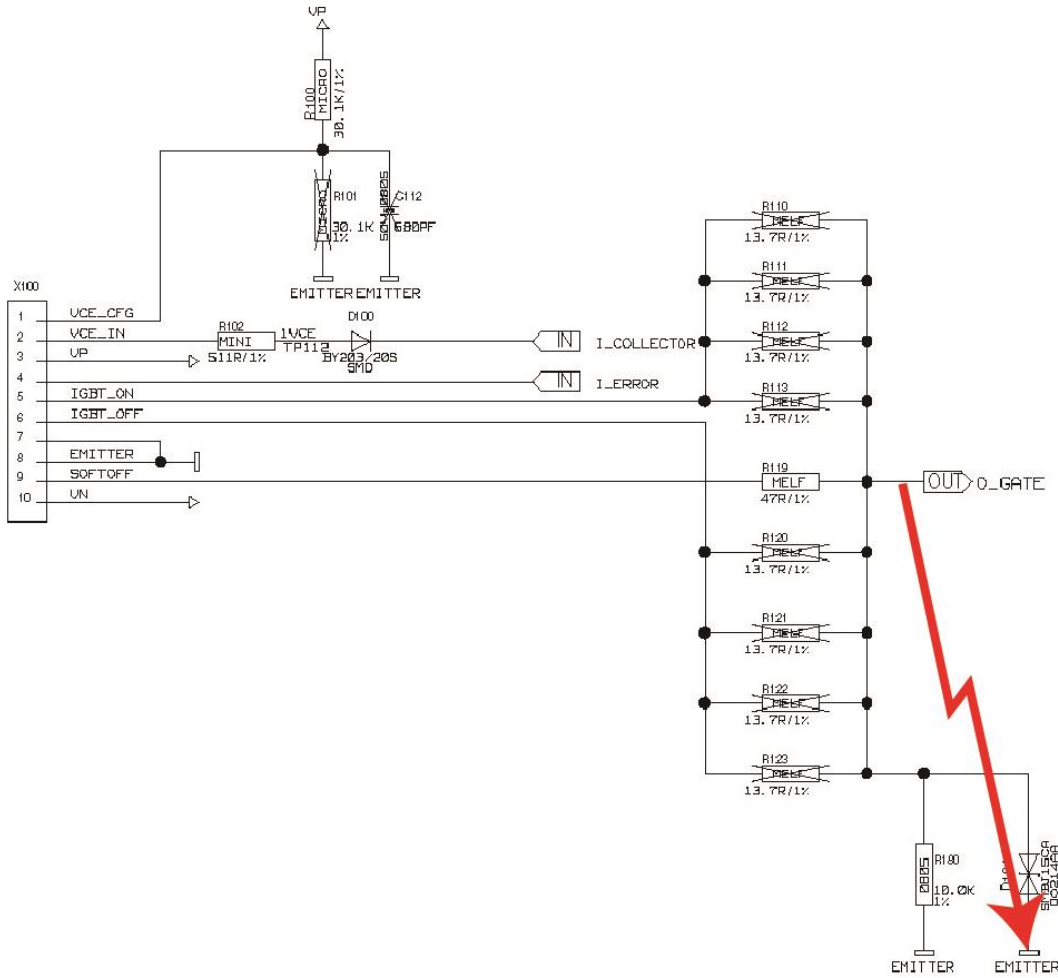 VP
R100
MICRO
30.1K/1%
R101
30.1K
1%
C112
680PF
EMITTER
EMITTER
X100
1 VCE_CFG
2 VCE_IN
3 VP
4
5 IGBT_ON
6 IGBT_OFF
7
8 EMITTER
9 SOFTOFF
10 VN
R102
MINI
511R/1%
1VCE
TP112
D100
BY203/20S
SMD
IN I_COLLECTOR
IN I_ERROR
R110
MELF
13.7R/1%
R111
MELF
13.7R/1%
R112
MELF
13.7R/1%
R113
MELF
13.7R/1%
R119
MELF
47R/1%
OUT O_GATE
R120
MELF
13.7R/1%
R121
MELF
13.7R/1%
R122
MELF
13.7R/1%
R123
MELF
13.7R/1%
0805
R190
10.0K
1%
EMITTER
DO214AA
EMITTER